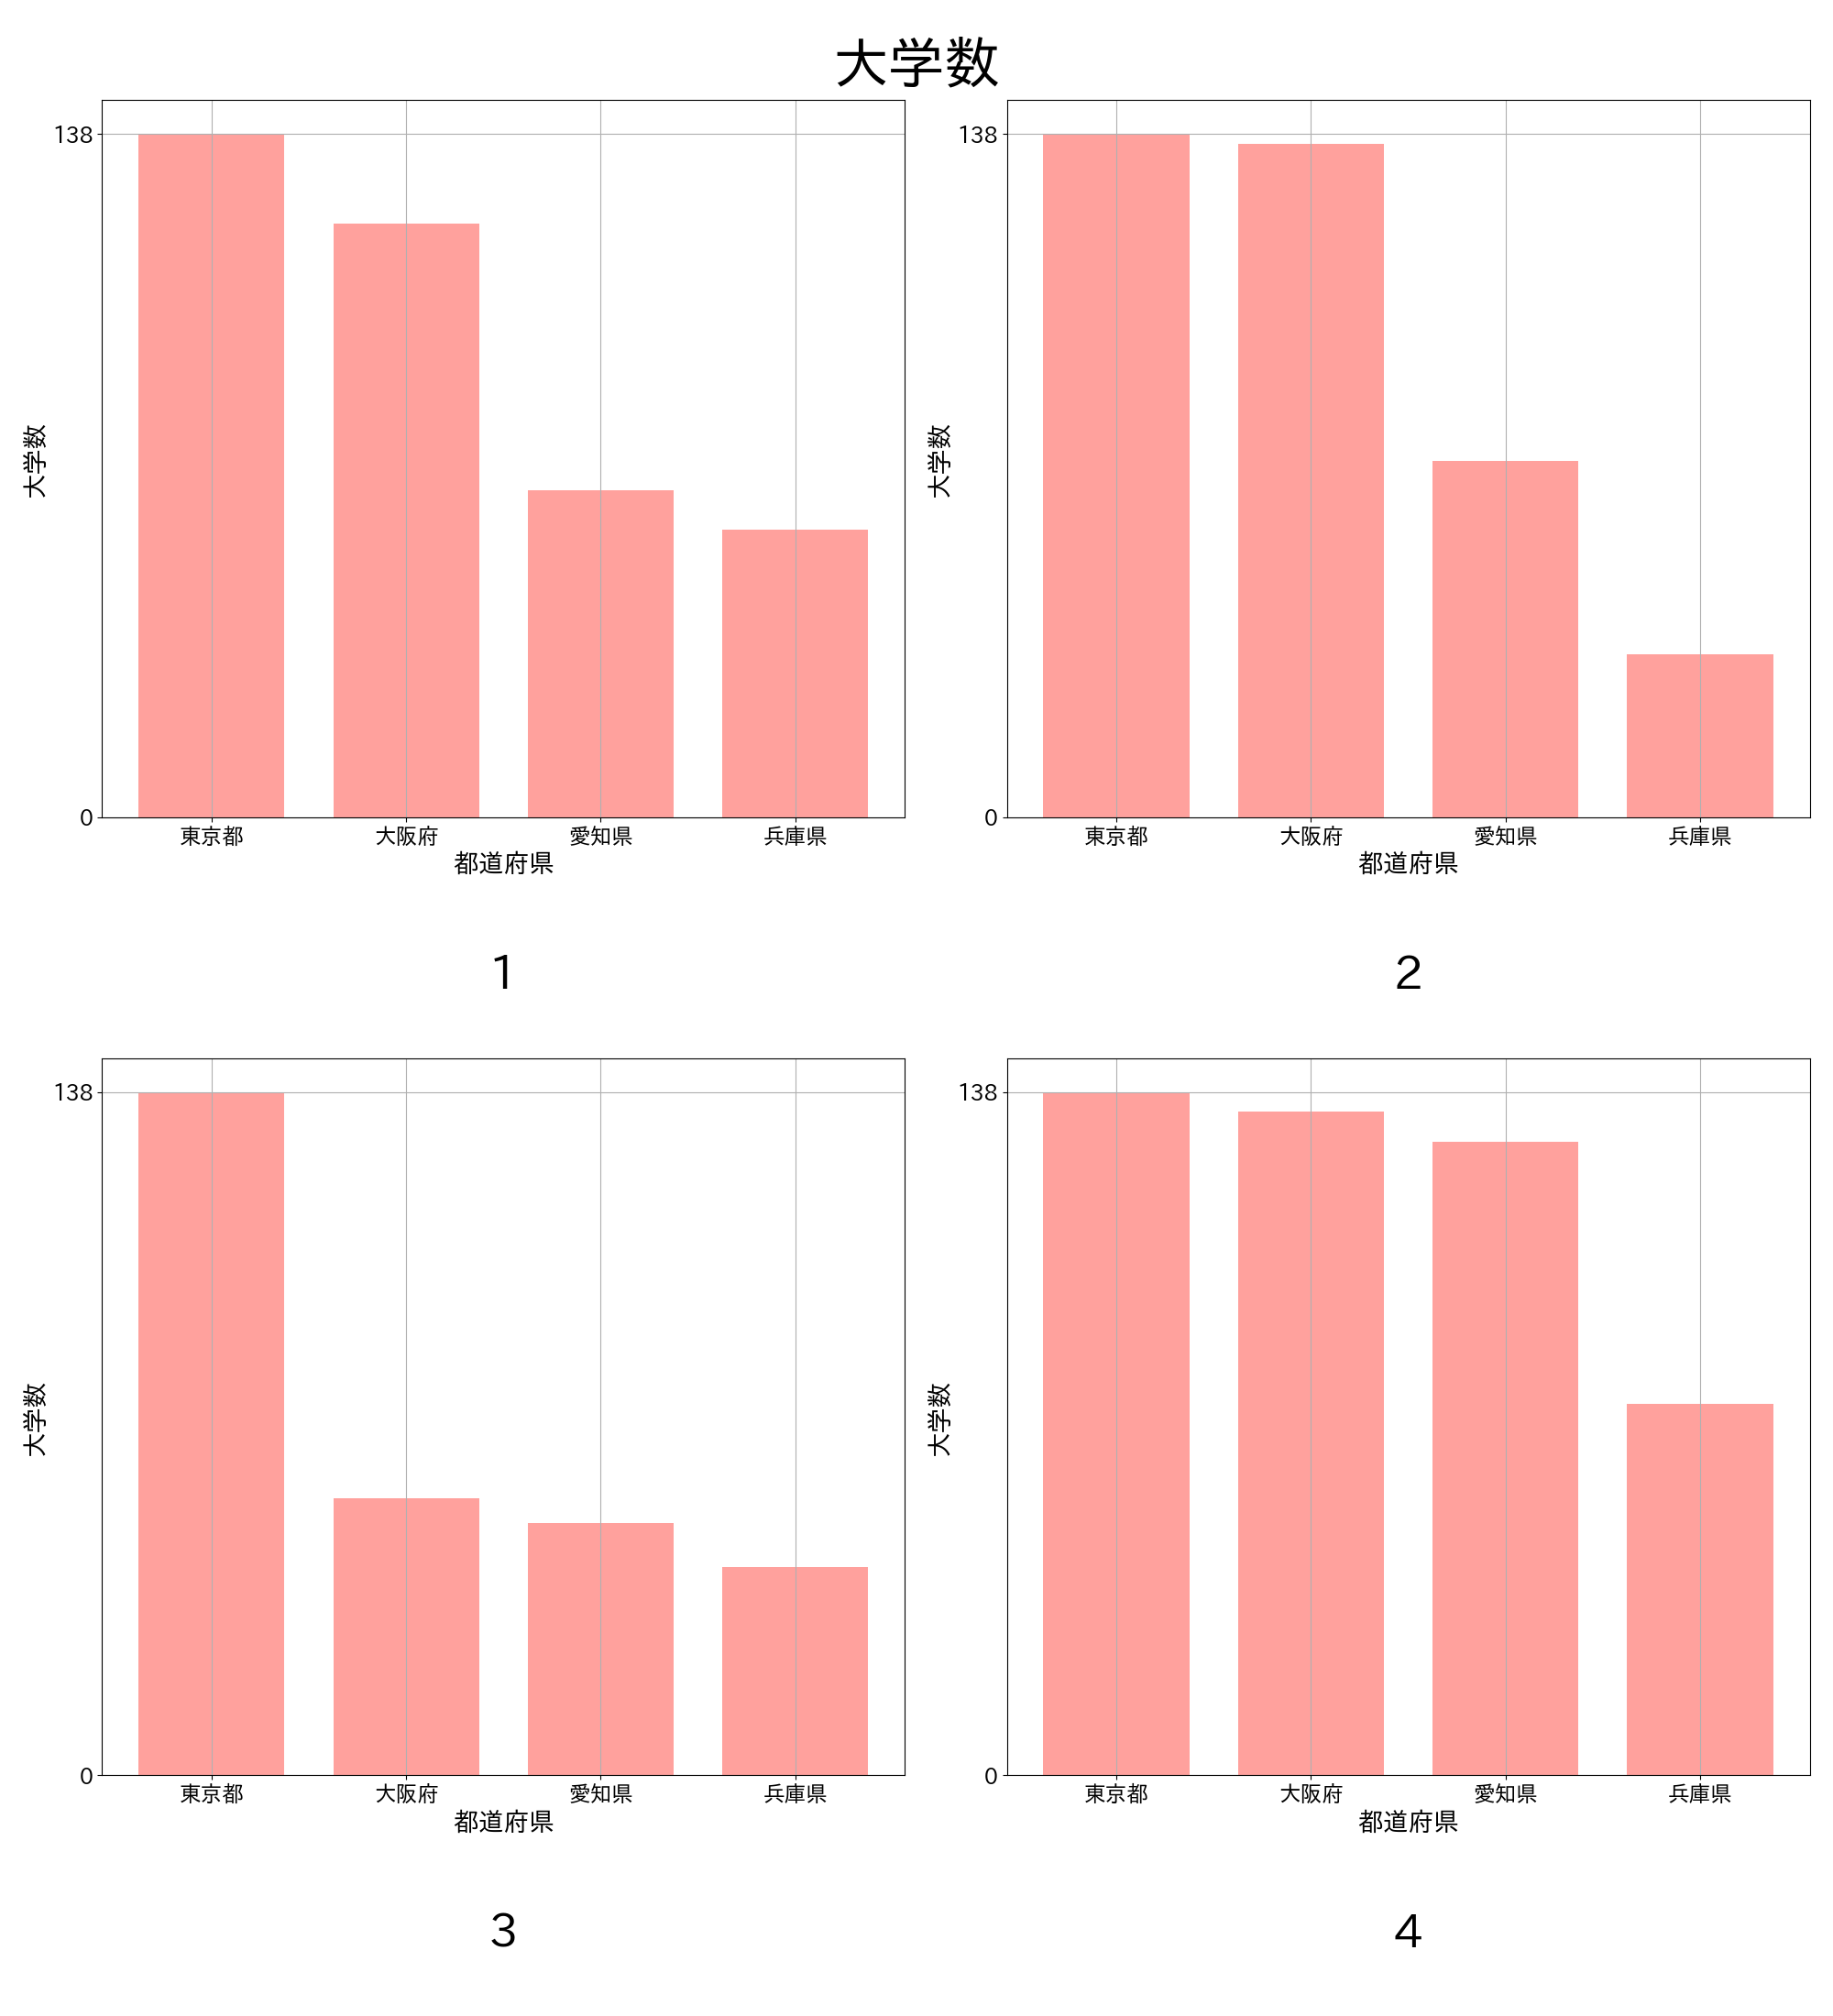 大学数
138
0
大学数
東京都 大阪府 愛知県 兵庫県
都道府県
1
138
0
大学数
東京都 大阪府 愛知県 兵庫県
都道府県
2
138
0
大学数
東京都 大阪府 愛知県 兵庫県
都道府県
3
138
0
大学数
東京都 大阪府 愛知県 兵庫県
都道府県
4